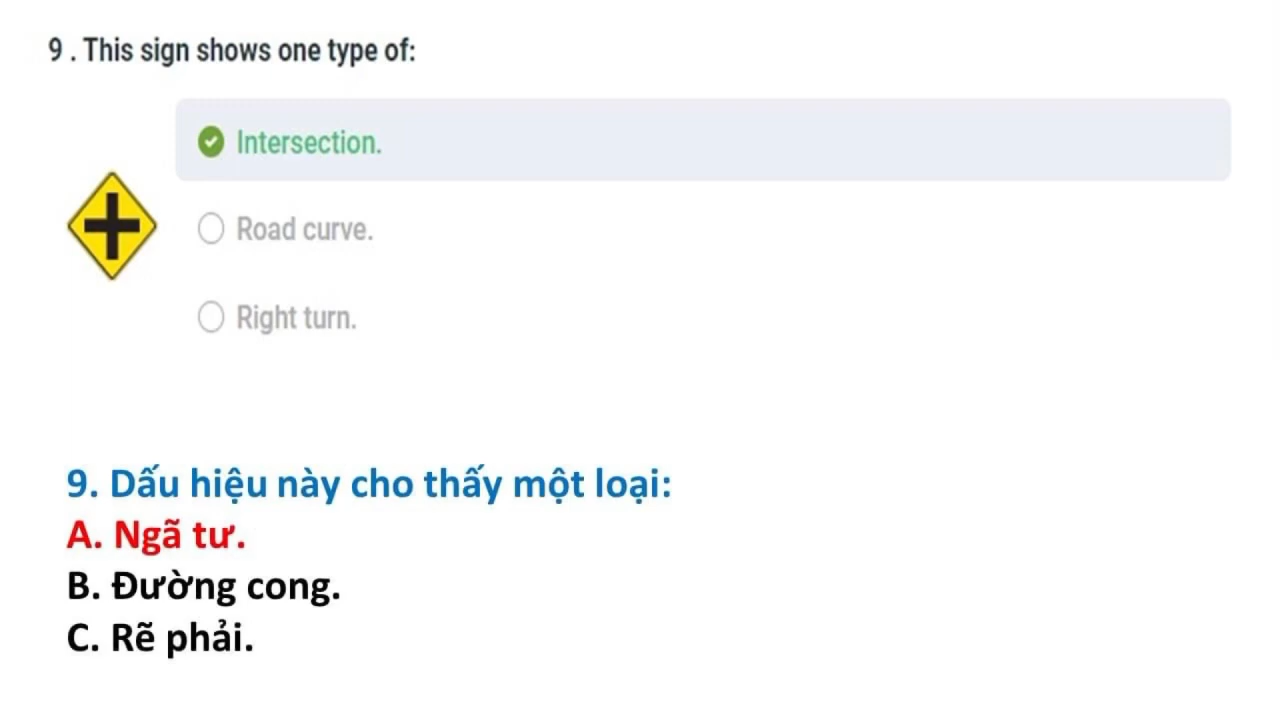 9 . This sign shows one type of:
Intersection.
Road curve.
Right turn.
9. Dấu hiệu này cho thấy một loại:
A. Ngã tư.
B. Đường cong.
C. Rẽ phải.